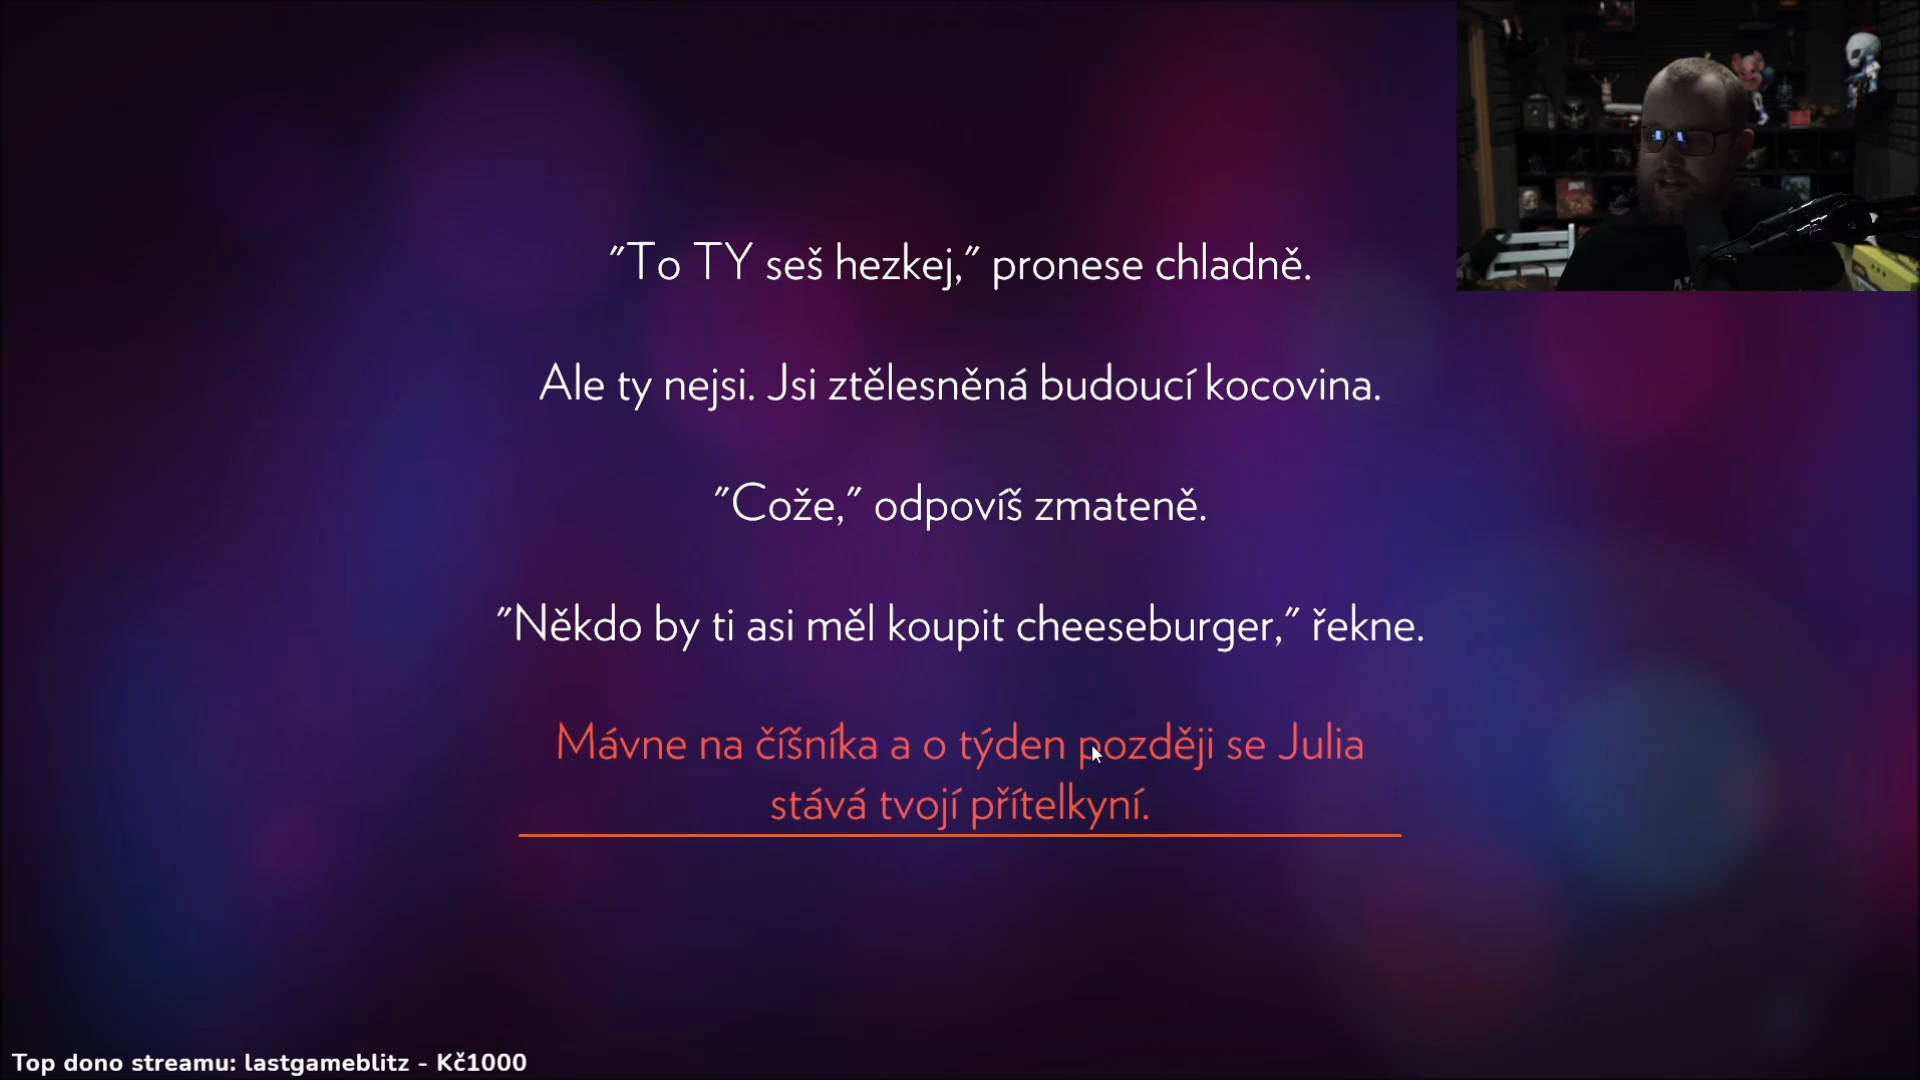 "To TY seš hezkej," pronese chladně.
Ale ty nejsi. Jsi ztělesněná budoucí kocovina.
"Cože," odpovíš zmateně.
"Někdo by ti asi měl koupit cheeseburger," řekne.
Mávne na číšníka a o týden později se Julia
stává tvojí přítelkyní.
Top dono streamu: lastgameblitz - Kč1000